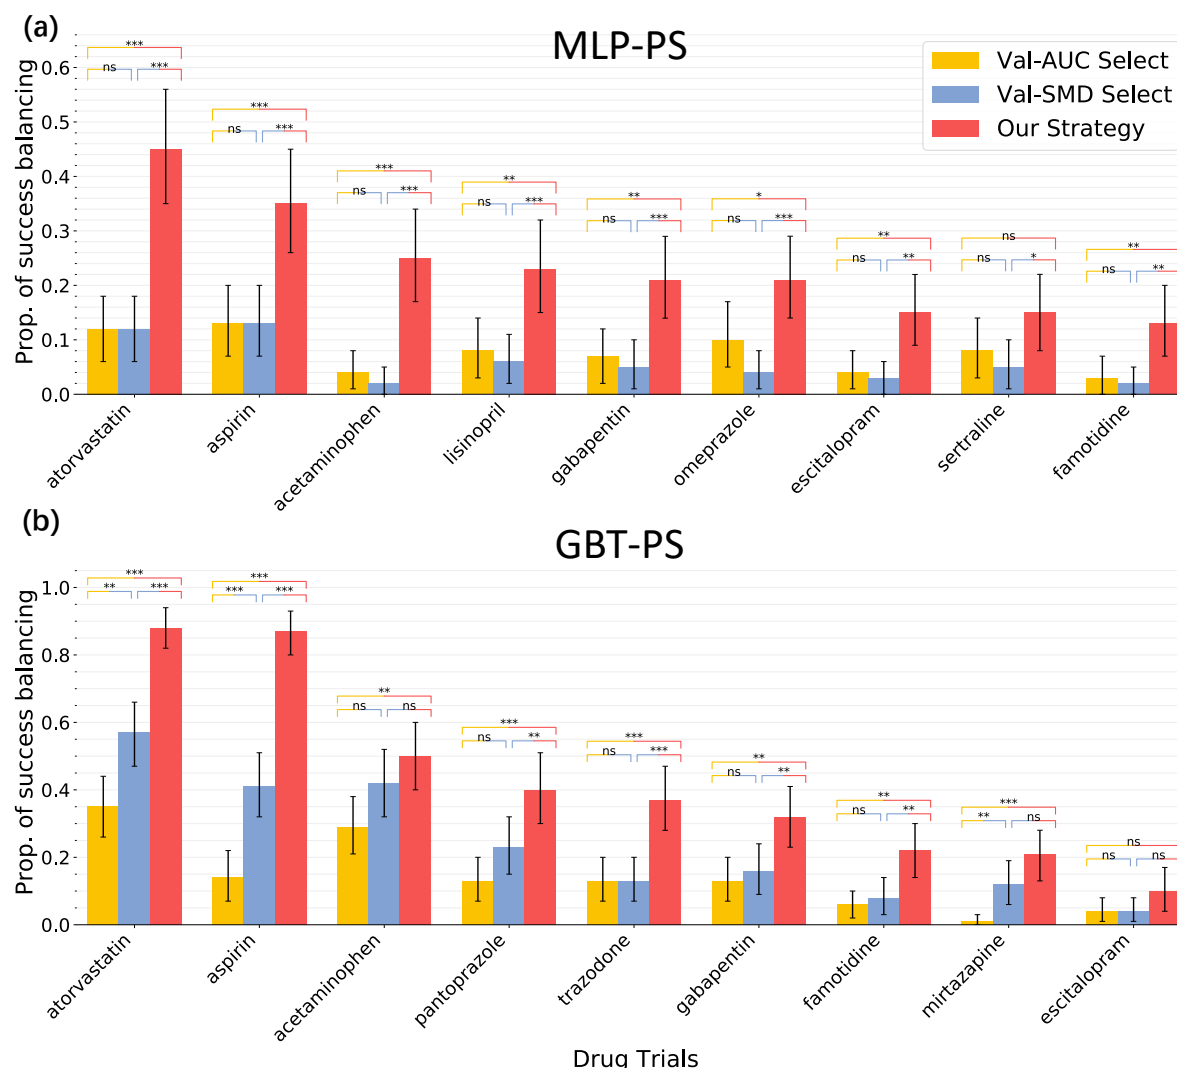 (a)
MLP-PS
Val-AUC Select
Val-SMD Select
Our Strategy
Prop. of success balancing
0.6
0.5
0.4
0.3
0.2
0.1
0.0
***
ns
***
***
ns
***
***
ns
***
**
ns
***
**
ns
***
*
ns
***
**
ns
**
ns
ns
*
**
ns
**
atorvastatin
aspirin
acetaminophen
lisinopril
gabapentin
omeprazole
escitalopram
sertraline
famotidine
(b)
GBT-PS
Prop. of success balancing
1.0
0.8
0.6
0.4
0.2
0.0
***
**
***
***
***
***
**
ns
ns
***
ns
**
***
ns
***
**
ns
**
**
ns
**
***
**
ns
ns
ns
ns
atorvastatin
aspirin
acetaminophen
pantoprazole
trazodone
gabapentin
famotidine
mirtazapine
escitalopram
Drug Trials